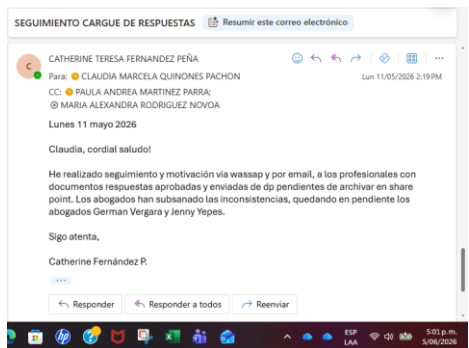 SEGUIMIENTO CARGUE DE RESPUESTAS
Resumir este correo electrónico
C
CATHERINE TERESA FERNANDEZ PEÑA
Para: CLAUDIA MARCELA QUINONES PACHON
Lun 11/05/2026 2:19 PM
CC: PAULA ANDREA MARTINEZ PARRA;
MARIA ALEXANDRA RODRIGUEZ NOVOA
Lunes 11 mayo 2026
Claudia, cordial saludo!
He realizado seguimiento y motivación via wassap y por email, a los profesionales con
documentos respuestas aprobadas y enviadas de dp pendientes de archivar en share
point. Los abogados han subsanado las inconsistencias, quedando en pendiente los
abogados German Vergara y Jenny Yepes.
Sigo atenta,
Catherine Fernández P.
Responder
Responder a todos
Reenviar
ESP
LAA
5:01 p.m.
5/06/2026